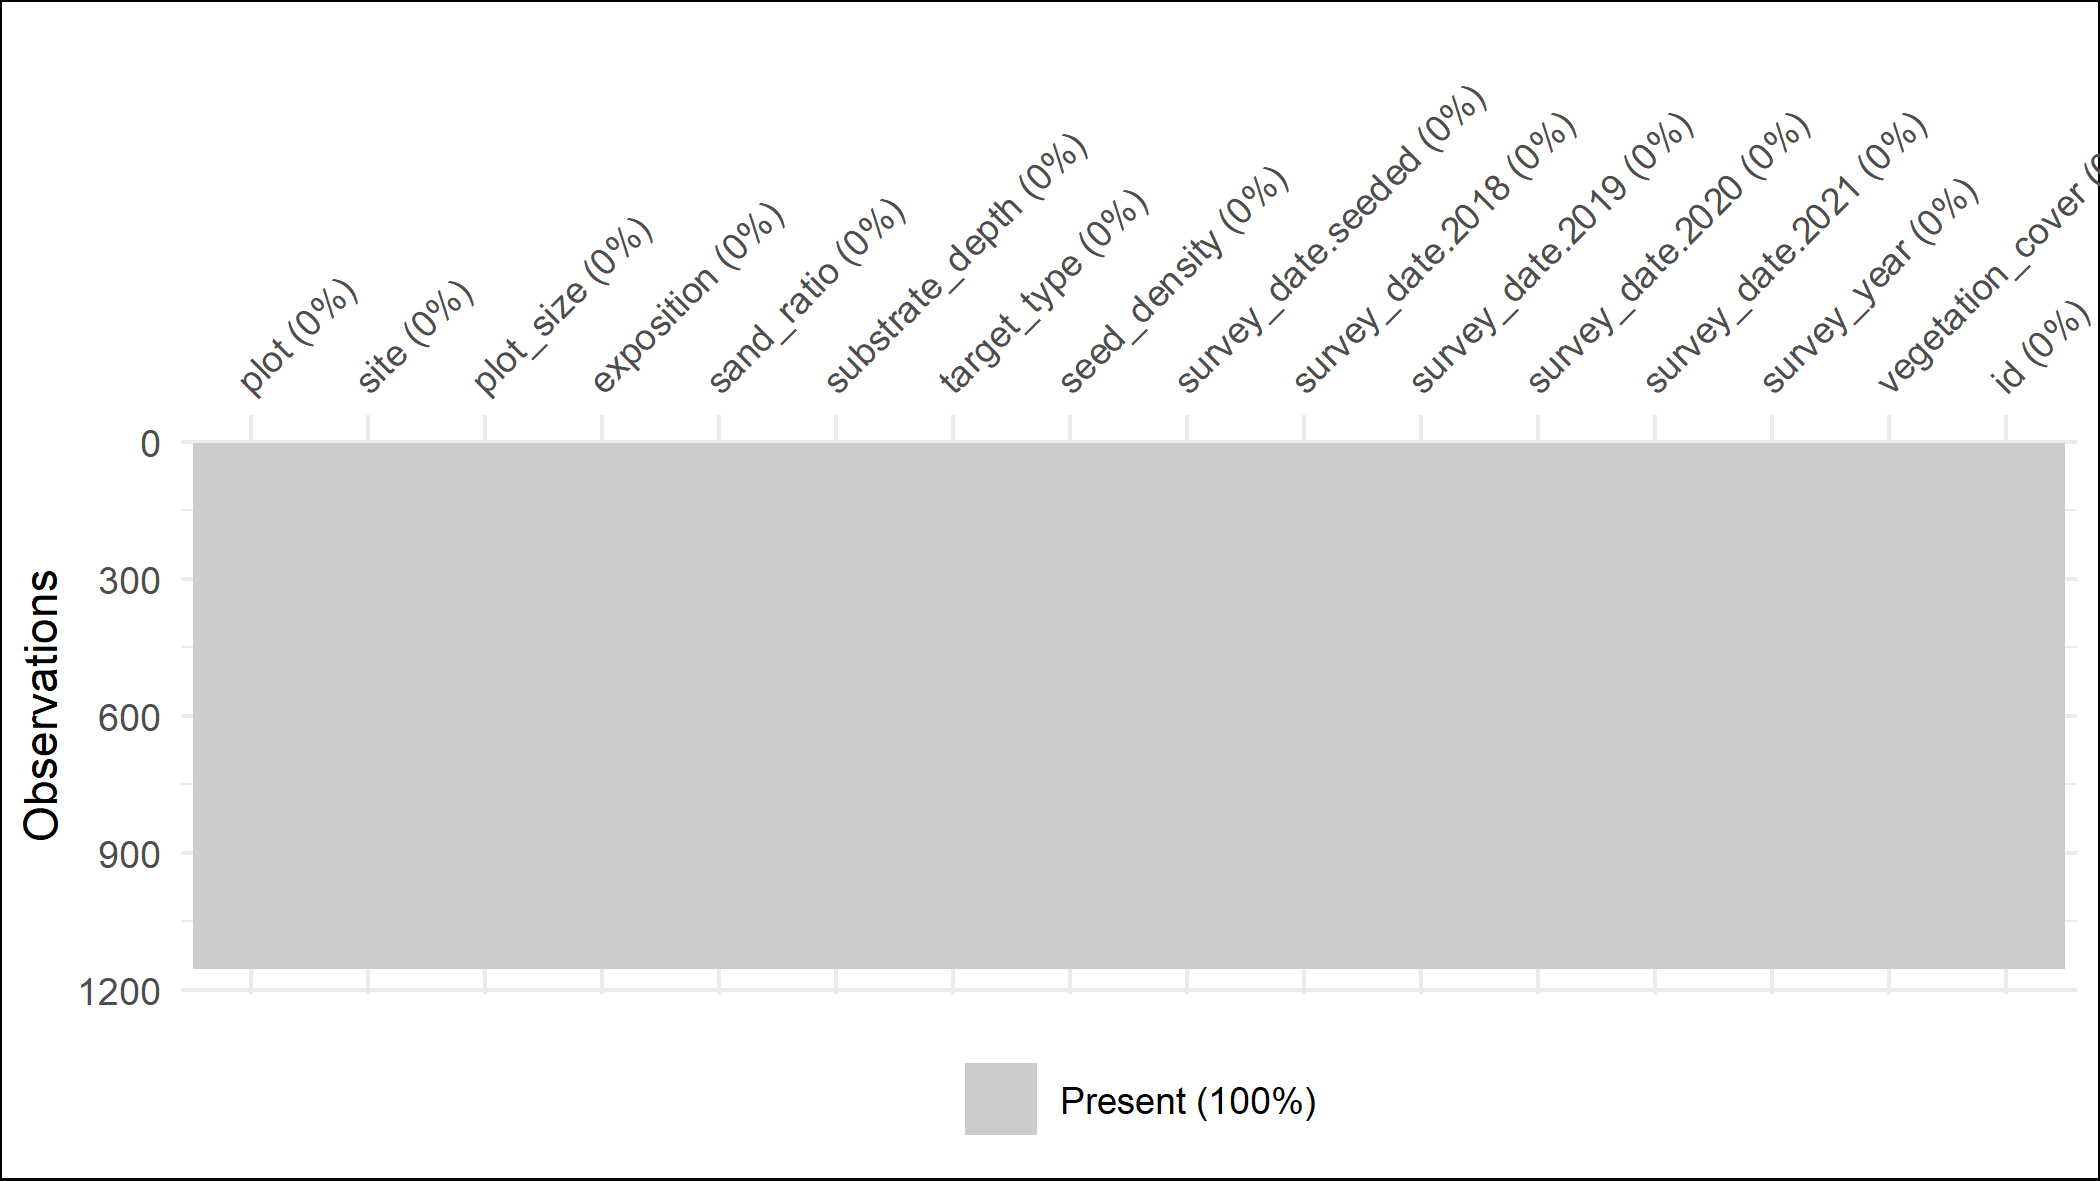 plot (0%)
site (0%)
plot_size (0%)
exposition (0%)
sand_ratio (0%)
substrate_depth (0%)
target_type (0%)
seed_density (0%)
survey_date.seeded (0%)
survey_date.2018 (0%)
survey_date.2019 (0%)
survey_date.2020 (0%)
survey_date.2021 (0%)
survey_year (0%)
vegetation_cover
id (0%)
Observations
0
300
600
900
1200
Present (100%)